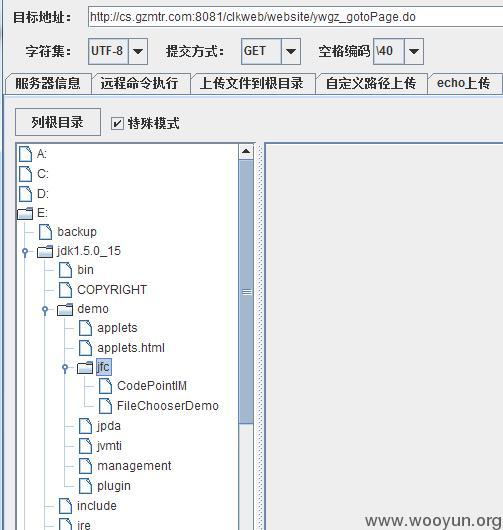 目标地址: http://cs.gzmtr.com:8081/clkweb/website/ywgz_gotoPage.do
字符集: UTF-8 提交方式: GET 空格编码 \40
服务器信息 远程命令执行 上传文件到根目录 自定义路径上传 echo上传
列根目录 特殊模式
A:
C:
D:
E:
backup
jdk1.5.0_15
bin
COPYRIGHT
demo
applets
applets.html
jfc
CodePointIM
FileChooserDemo
jpda
jvmti
management
plugin
include
jre
www.wooyun.org